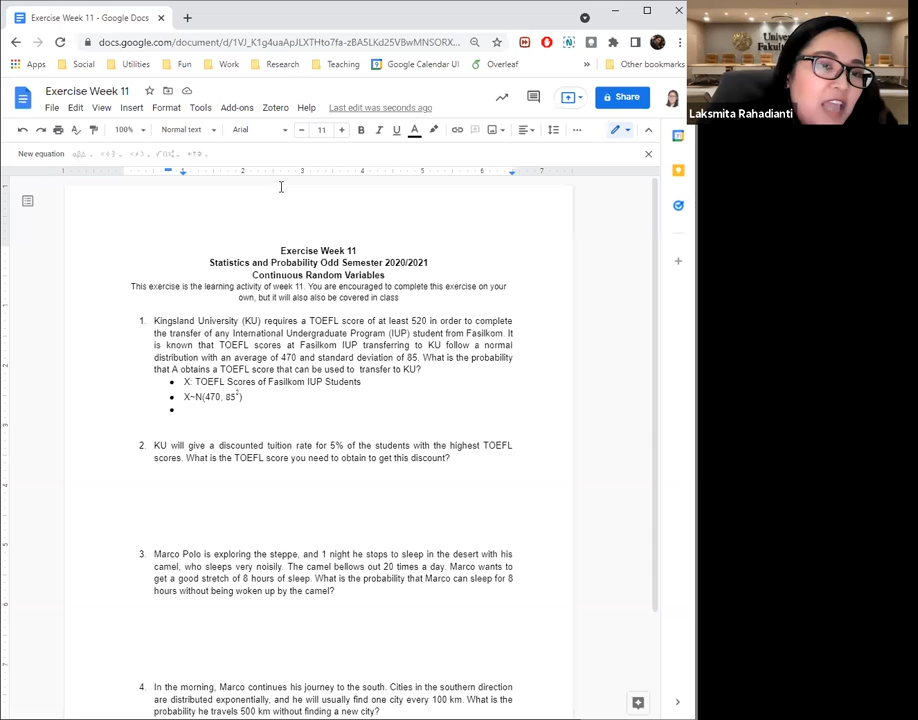 Exercise Week 11 - Google Docs
docs.google.com/document/d/1VJ_K1g4uaApJLXTHto7fa-zBA5LKd25VBwMNSORX...
Apps Social Utilities Fun Work Research Teaching Google Calendar UI Overleaf » Other bookmarks
Exercise Week 11
File Edit View Insert Format Tools Add-ons Zotero Help Last edit was seconds ago
Share
100% Normal text Arial 11
New equation
1 1 2 3 4 5 6 7
Exercise Week 11
Statistics and Probability Odd Semester 2020/2021
Continuous Random Variables
This exercise is the learning activity of week 11. You are encouraged to complete this exercise on your
own, but it will also also be covered in class
1. Kingsland University (KU) requires a TOEFL score of at least 520 in order to complete
the transfer of any International Undergraduate Program (IUP) student from Fasilkom. It
is known that TOEFL scores at Fasilkom IUP transferring to KU follow a normal
distribution with an average of 470 and standard deviation of 85. What is the probability
that A obtains a TOEFL score that can be used to transfer to KU?
● X: TOEFL Scores of Fasilkom IUP Students
● X~N(470, 85²)
●
2. KU will give a discounted tuition rate for 5% of the students with the highest TOEFL
scores. What is the TOEFL score you need to obtain to get this discount?
3. Marco Polo is exploring the steppe, and 1 night he stops to sleep in the desert with his
camel, who sleeps very noisily. The camel bellows out 20 times a day. Marco wants to
get a good stretch of 8 hours of sleep. What is the probability that Marco can sleep for 8
hours without being woken up by the camel?
4. In the morning, Marco continues his journey to the south. Cities in the southern direction
are distributed exponentially, and he will usually find one city every 100 km. What is the
probability he travels 500 km without finding a new city?
Laksmita Rahadianti